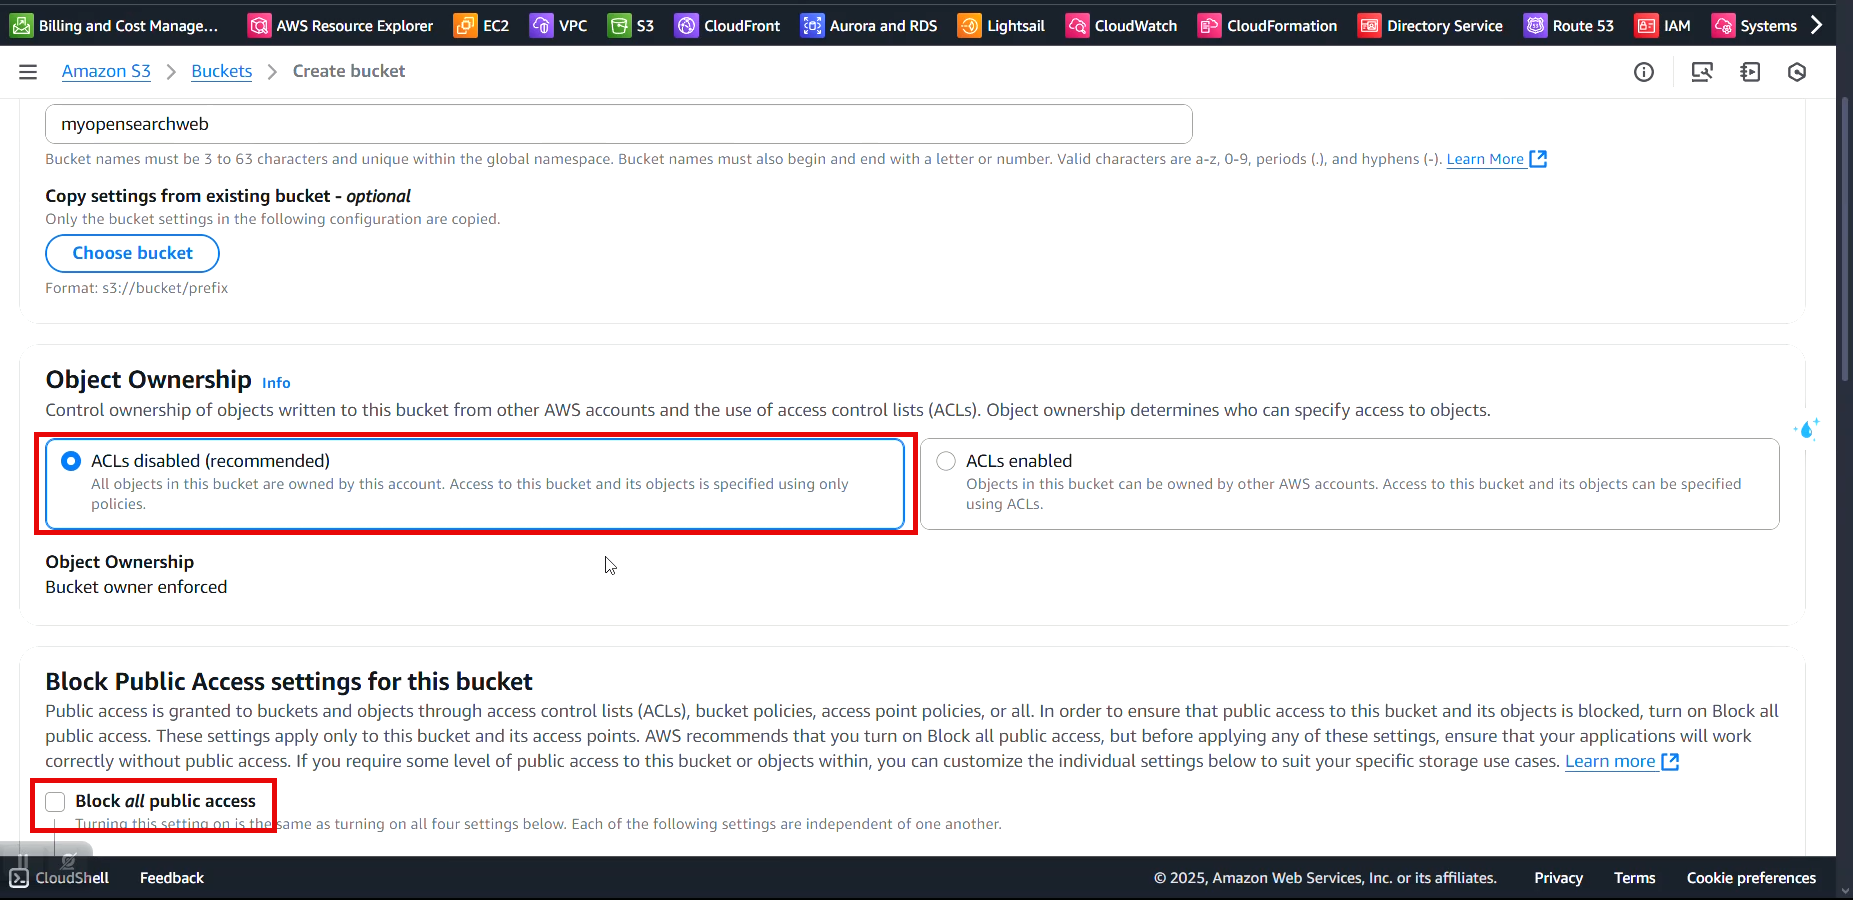 Billing and Cost Manage... AWS Resource Explorer EC2 VPC S3 CloudFront Aurora and RDS Lightsail CloudWatch CloudFormation Directory Service Route 53 IAM Systems
Amazon S3 Buckets Create bucket
myopensearchweb
Bucket names must be 3 to 63 characters and unique within the global namespace. Bucket names must also begin and end with a letter or number. Valid characters are a-z, 0-9, periods (.), and hyphens (-). Learn More
Copy settings from existing bucket - optional
Only the bucket settings in the following configuration are copied.
Choose bucket
Format: s3://bucket/prefix
Object Ownership Info
Control ownership of objects written to this bucket from other AWS accounts and the use of access control lists (ACLs). Object ownership determines who can specify access to objects.
ACLs disabled (recommended)
All objects in this bucket are owned by this account. Access to this bucket and its objects is specified using only
policies.
ACLs enabled
Objects in this bucket can be owned by other AWS accounts. Access to this bucket and its objects can be specified
using ACLs.
Object Ownership
Bucket owner enforced
Block Public Access settings for this bucket
Public access is granted to buckets and objects through access control lists (ACLs), bucket policies, access point policies, or all. In order to ensure that public access to this bucket and its objects is blocked, turn on Block all
public access. These settings apply only to this bucket and its access points. AWS recommends that you turn on Block all public access, but before applying any of these settings, ensure that your applications will work
correctly without public access. If you require some level of public access to this bucket or objects within, you can customize the individual settings below to suit your specific storage use cases. Learn more
Block all public access
Turning this setting on is the same as turning on all four settings below. Each of the following settings are independent of one another.
CloudShell Feedback © 2025, Amazon Web Services, Inc. or its affiliates. Privacy Terms Cookie preferences